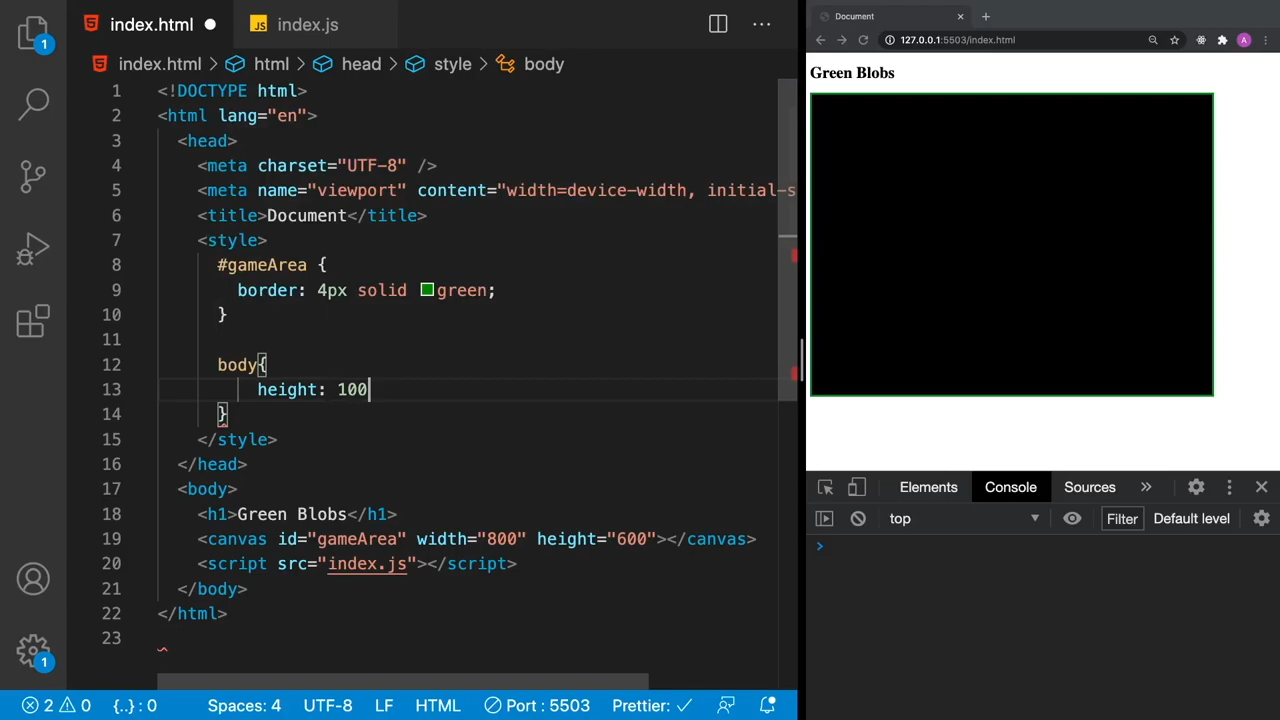 index.html
index.js
index.html > html > head > style > body
1 <!DOCTYPE html>
2 <html lang="en">
3 <head>
4 <meta charset="UTF-8" />
5 <meta name="viewport" content="width=device-width, initial-s
6 <title>Document</title>
7 <style>
8 #gameArea {
9 border: 4px solid green;
10 }
11
12 body{
13 height: 100
14 }
15 </style>
16 </head>
17 <body>
18 <h1>Green Blobs</h1>
19 <canvas id="gameArea" width="800" height="600"></canvas>
20 <script src="index.js"></script>
21 </body>
22 </html>
23
1
1
JS
2 0 {..} : 0 Spaces: 4 UTF-8 LF HTML Port : 5503 Prettier:
Document
127.0.0.1:5503/index.html
A
Green Blobs
Elements Console Sources »
top Filter Default level